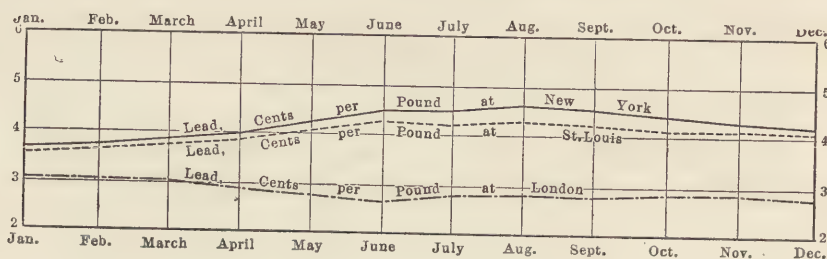 Jan. Feb. March April May June July Aug. Sept. Oct. Nov. Dec.
6 6
5 5
Lead, Cents per Pound at New York
4 4
Lead, Cents per Pound at St. Louis
3 3
Lead, Cents per Pound at London
2 2
Jan. Feb. March April May June July Aug. Sept. Oct. Nov. Dec.